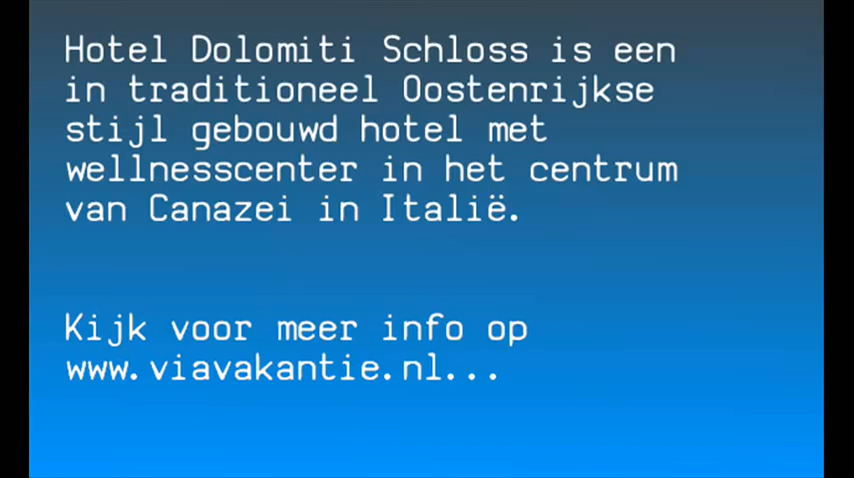 Hotel Dolomiti Schloss is een
in traditioneel Oostenrijkse
stijl gebouwd hotel met
wellnesscenter in het centrum
van Canazei in Italië.
Kijk voor meer info op
www.viavakantie.nl...